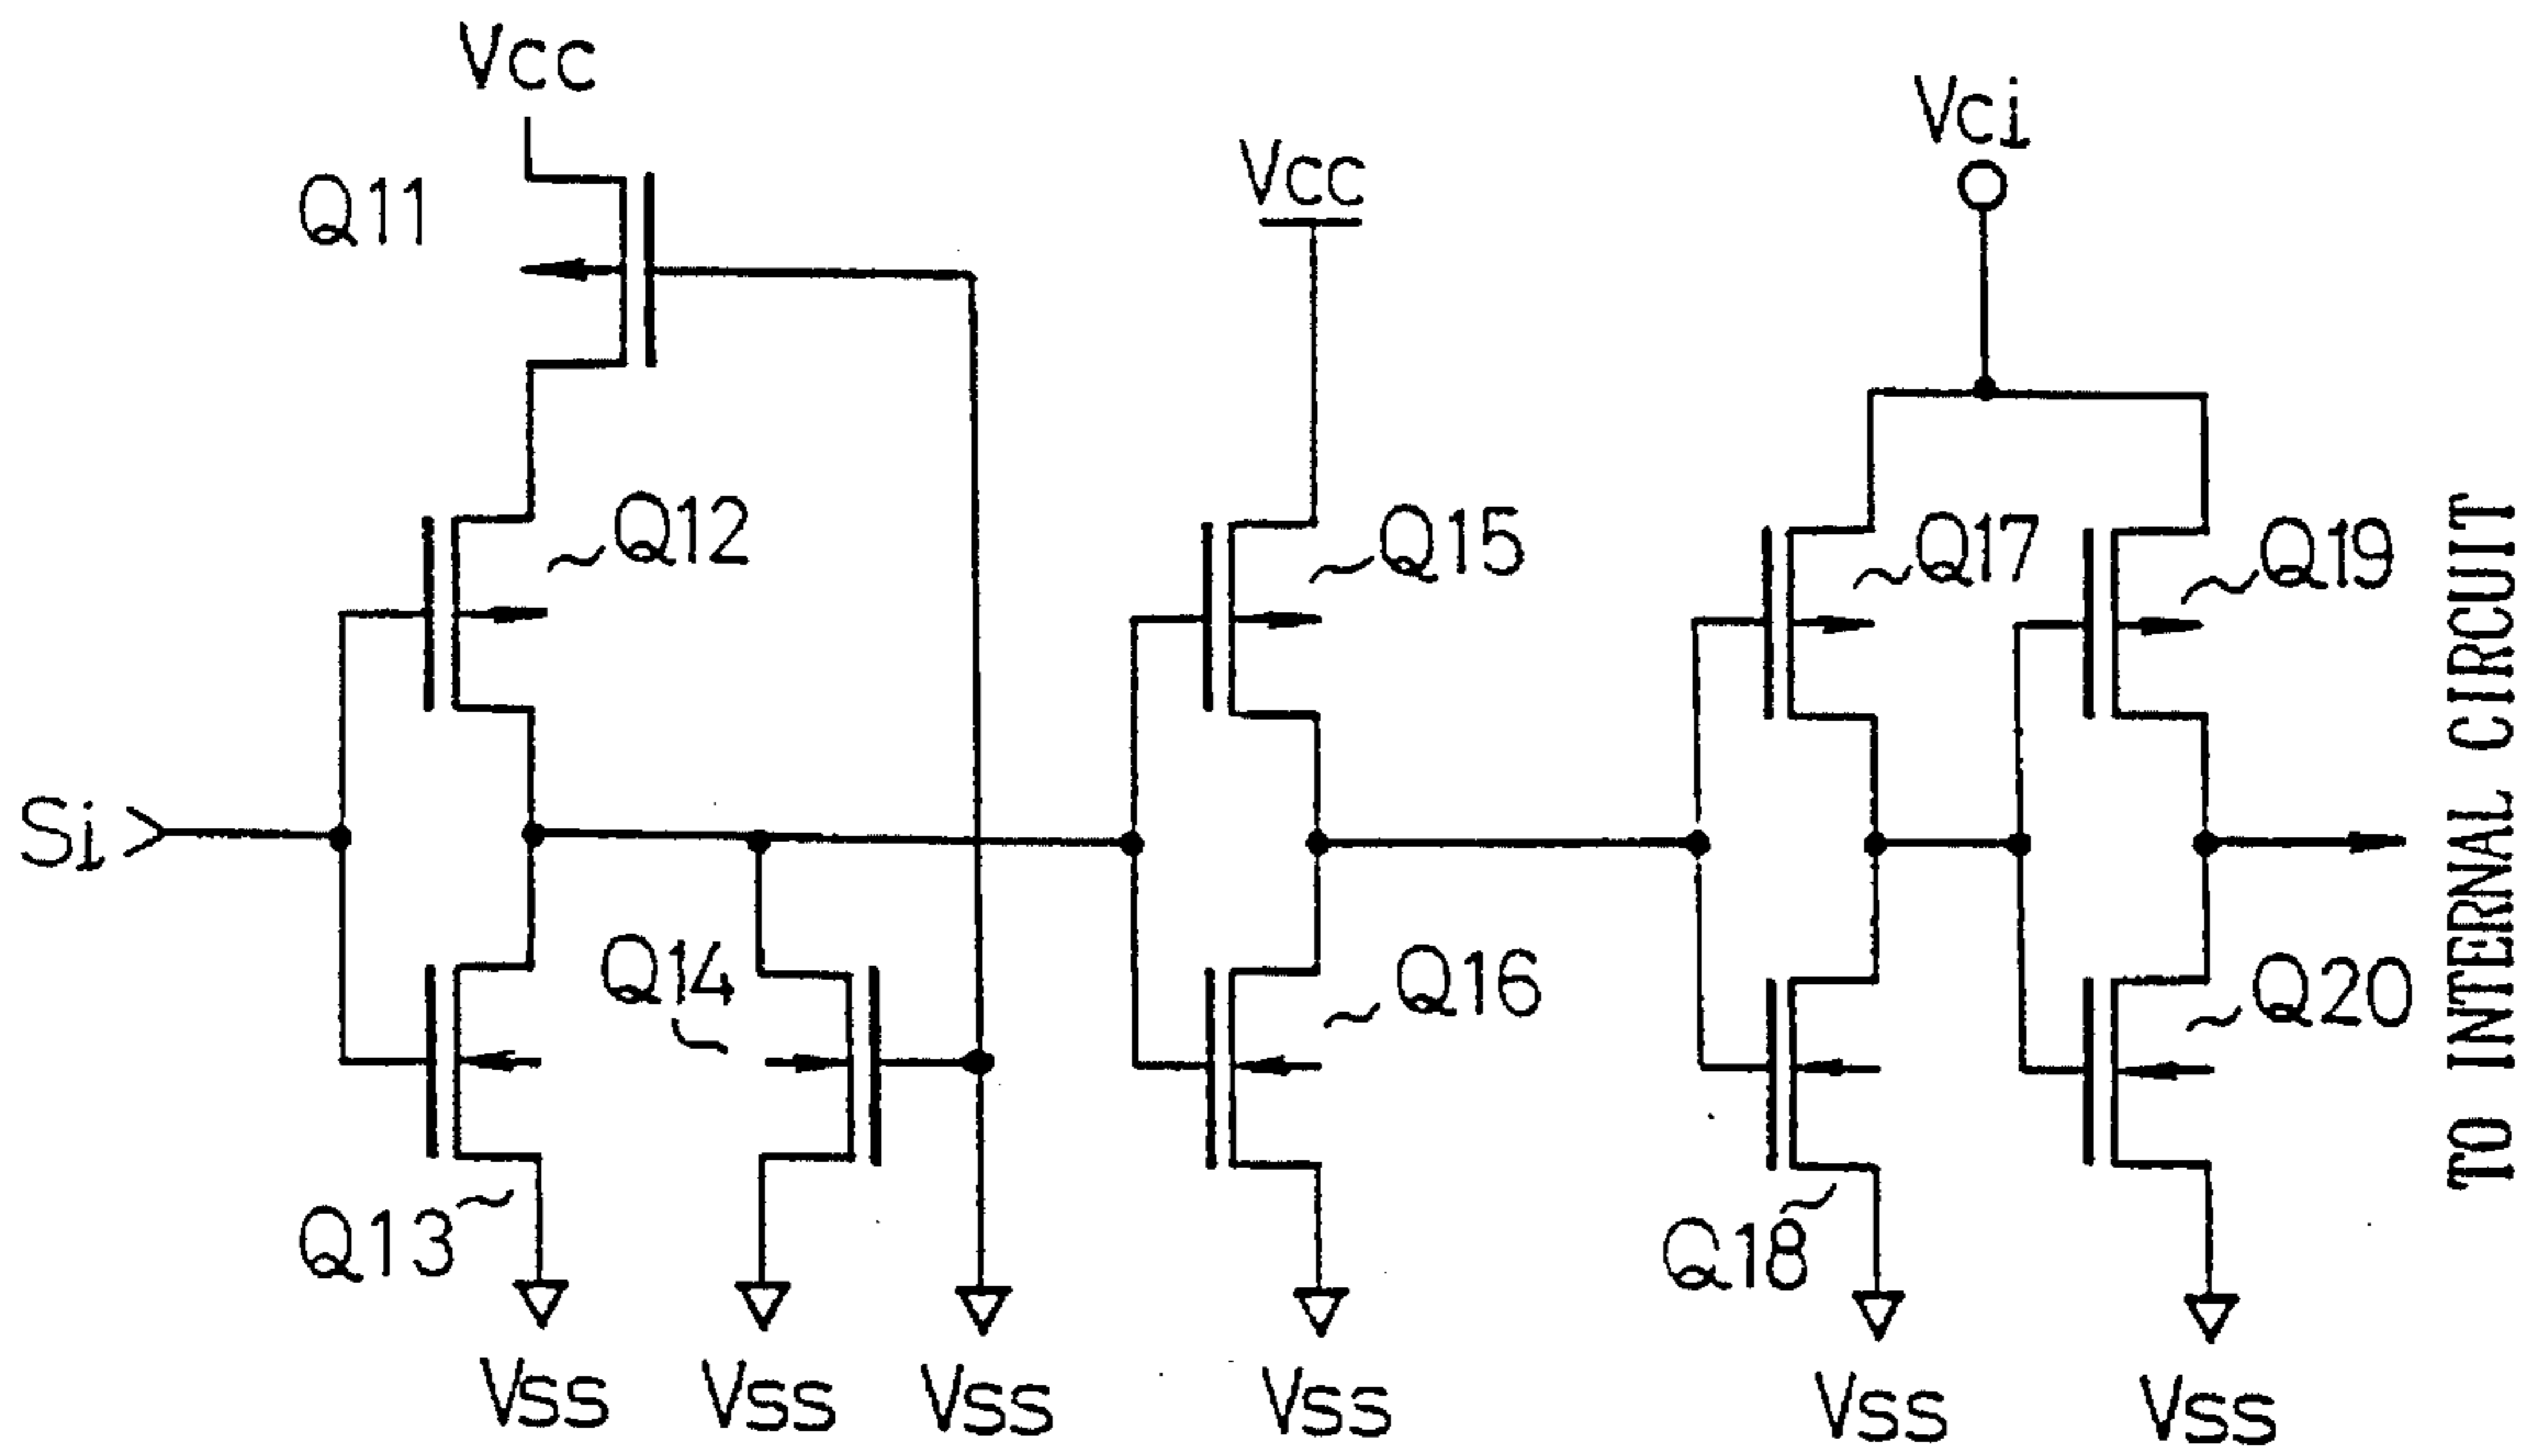 Vcc
Vcc
Vci
Q11
Q12
Q15
Q17
Q19
Si
Q14
Q16
Q20
Q13
Q18
Vss
Vss
Vss
Vss
Vss
Vss
TO INTERNAL CIRCUIT